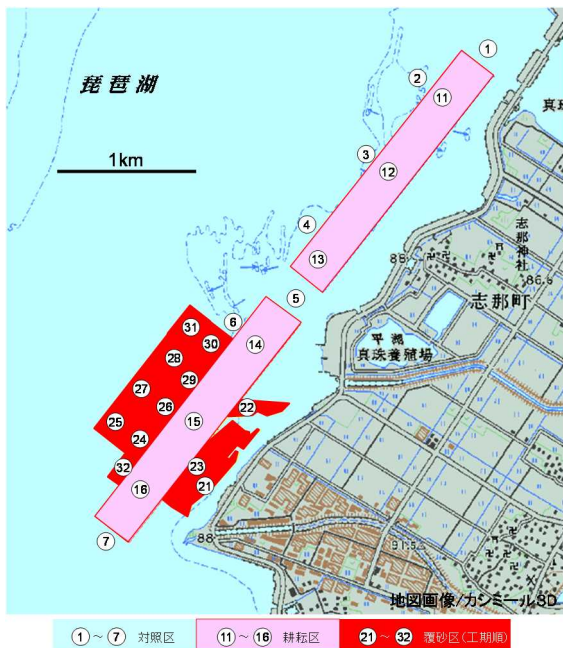 琵琶湖
1km
①
②
⑪
③
⑫
④
⑬
⑤
⑥
⑭
㉛
㉚
㉘
㉙
㉗
㉖
㉕
㉔
㉒
⑮
㉜
㉓
㉑
⑯
⑦
真珠
志那神社
86.6
88
志那町
平湖
真珠養殖場
88
91.5
地図画像/カシミール3D
①～⑦ 対照区
⑪～⑯ 耕耘区
㉑～㉜ 覆砂区(工期順)